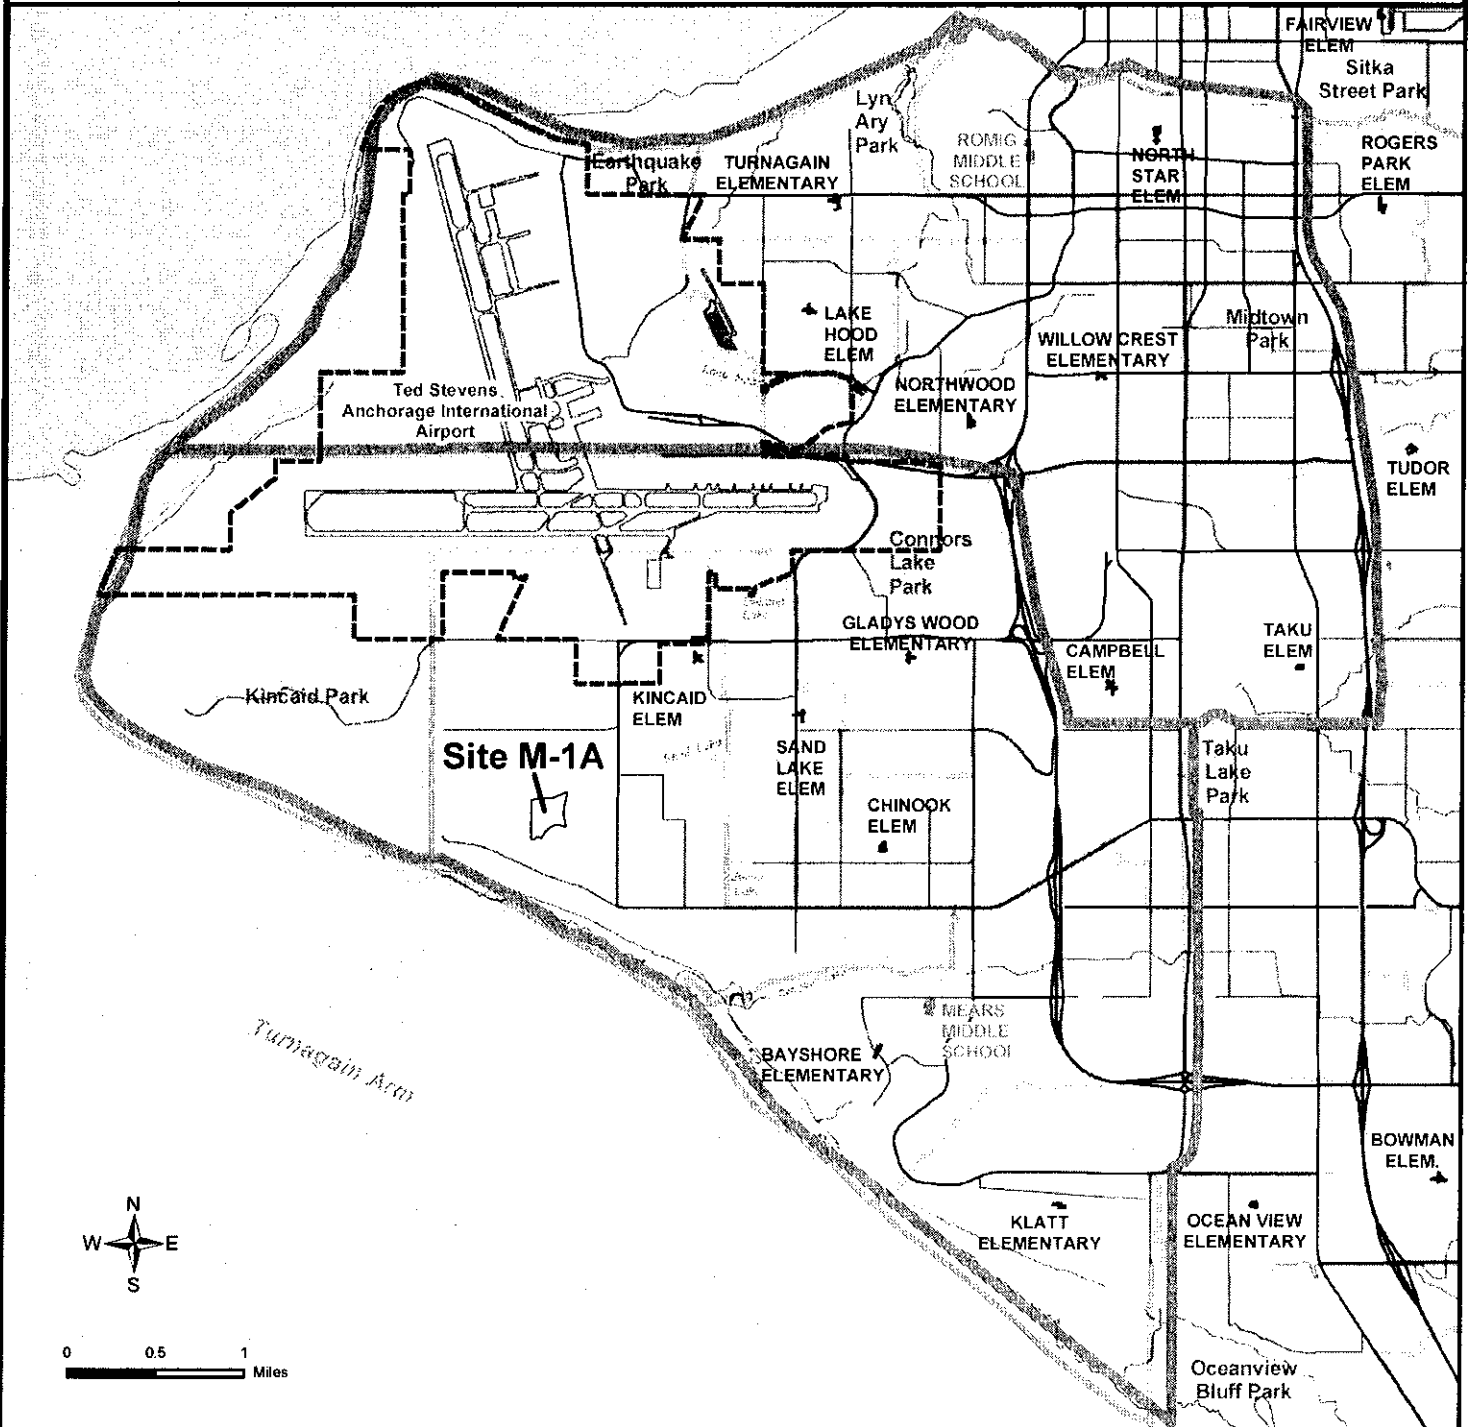 FAIRVIEW
ELEM
Sitka
Street Park
Lyn
Ary
Park
ROMIG
MIDDLE
SCHOOL
NORTH
STAR
ELEM
ROGERS
PARK
ELEM
Earthquake
Park
TURNAGAIN
ELEMENTARY
LAKE
HOOD
ELEM
Midtown
Park
WILLOW CREST
ELEMENTARY
Ted Stevens
Anchorage International
Airport
NORTHWOOD
ELEMENTARY
TUDOR
ELEM
Connors
Lake
Park
GLADYS WOOD
ELEMENTARY
CAMPBELL
ELEM
TAKU
ELEM
Kincaid Park
KINCAID
ELEM
Site M-1A
SAND
LAKE
ELEM
Taku
Lake
Park
CHINOOK
ELEM
MEARS
MIDDLE
SCHOOL
Turnagain Arm
BAYSHORE
ELEMENTARY
BOWMAN
ELEM.
KLATT
ELEMENTARY
OCEAN VIEW
ELEMENTARY
N
W E
S
0 0.5 1
Miles
Oceanview
Bluff Park